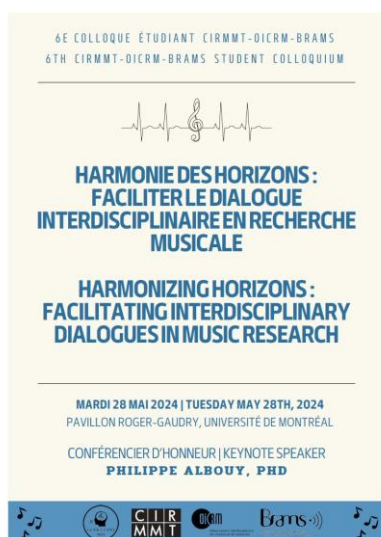 6E COLLOQUE ÉTUDIANT CIRMMT-OICRM-BRAMS
6TH CIRMMT-OICRM-BRAMS STUDENT COLLOQUIUM
HARMONIE DES HORIZONS :
FACILITER LE DIALOGUE
INTERDISCIPLINAIRE EN RECHERCHE
MUSICALE
HARMONIZING HORIZONS :
FACILITATING INTERDISCIPLINARY
DIALOGUES IN MUSIC RESEARCH
MARDI 28 MAI 2024 | TUESDAY MAY 28TH, 2024
PAVILLON ROGER-GAUDRY, UNIVERSITÉ DE MONTRÉAL
CONFÉRENCIER D'HONNEUR | KEYNOTE SPEAKER
PHILIPPE ALBOUY, PHD
CIR
MMT
OICRM
Brams